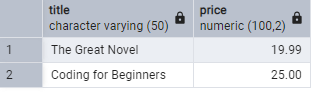 title price
character varying (50) numeric (100,2)
1 The Great Novel 19.99
2 Coding for Beginners 25.00